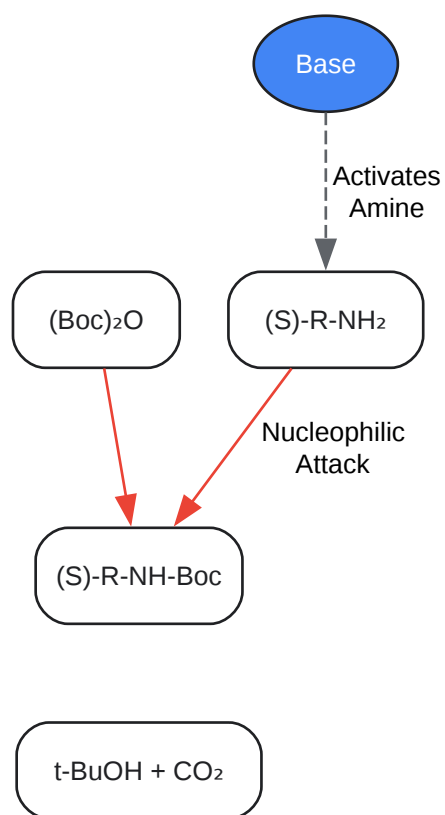 Base
Activates
Amine
(Boc)₂O
(S)-R-NH₂
Nucleophilic
Attack
(S)-R-NH-Boc
t-BuOH + CO₂